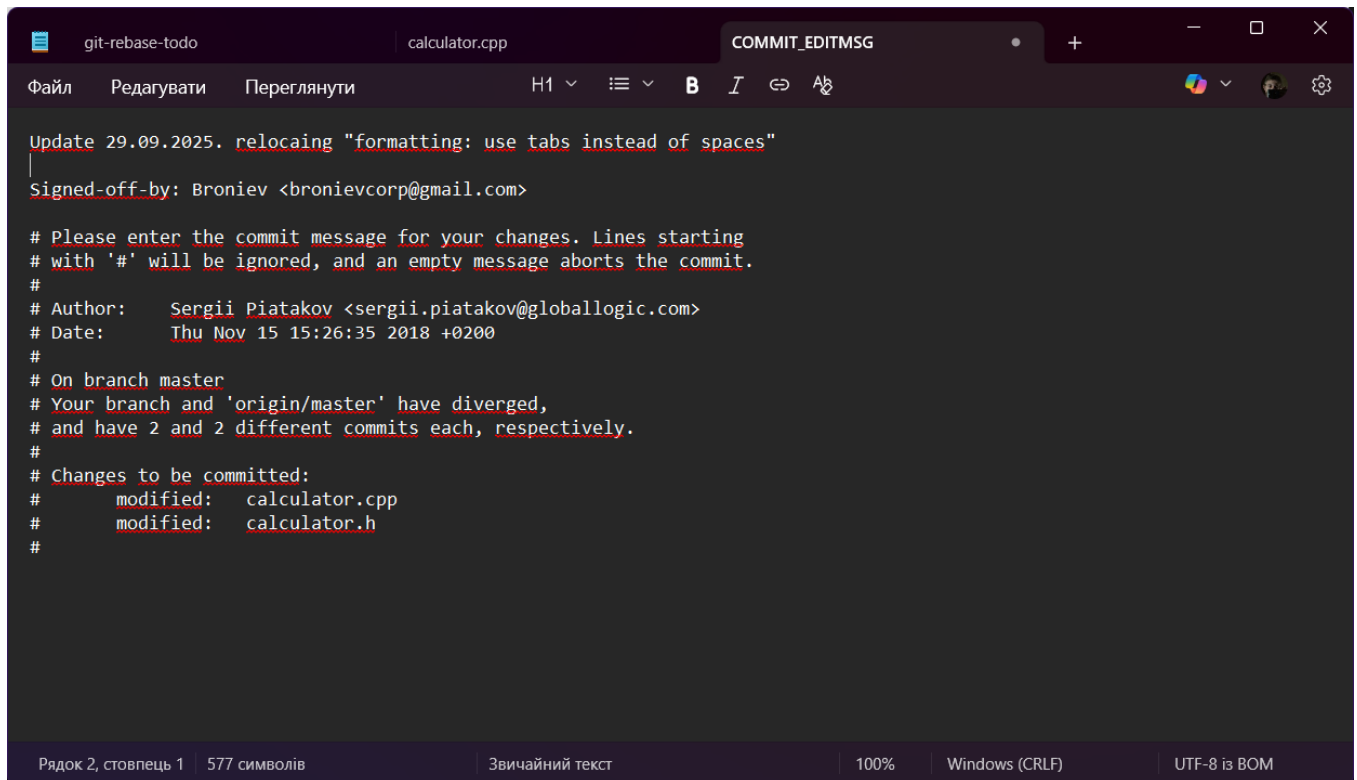 git-rebase-todo calculator.cpp COMMIT_EDITMSG
Файл Редагувати Переглянути H1
Update 29.09.2025. relocaing "formatting: use tabs instead of spaces"
Signed-off-by: Broniev <bronievcorp@gmail.com>
# Please enter the commit message for your changes. Lines starting
# with '#' will be ignored, and an empty message aborts the commit.
#
# Author:    Sergii Piatakov <sergii.piatakov@globallogic.com>
# Date:      Thu Nov 15 15:26:35 2018 +0200
#
# On branch master
# Your branch and 'origin/master' have diverged,
# and have 2 and 2 different commits each, respectively.
#
# Changes to be committed:
#       modified:   calculator.cpp
#       modified:   calculator.h
#
Рядок 2, стовпець 1 577 символів Звичайний текст 100% Windows (CRLF) UTF-8 із BOM